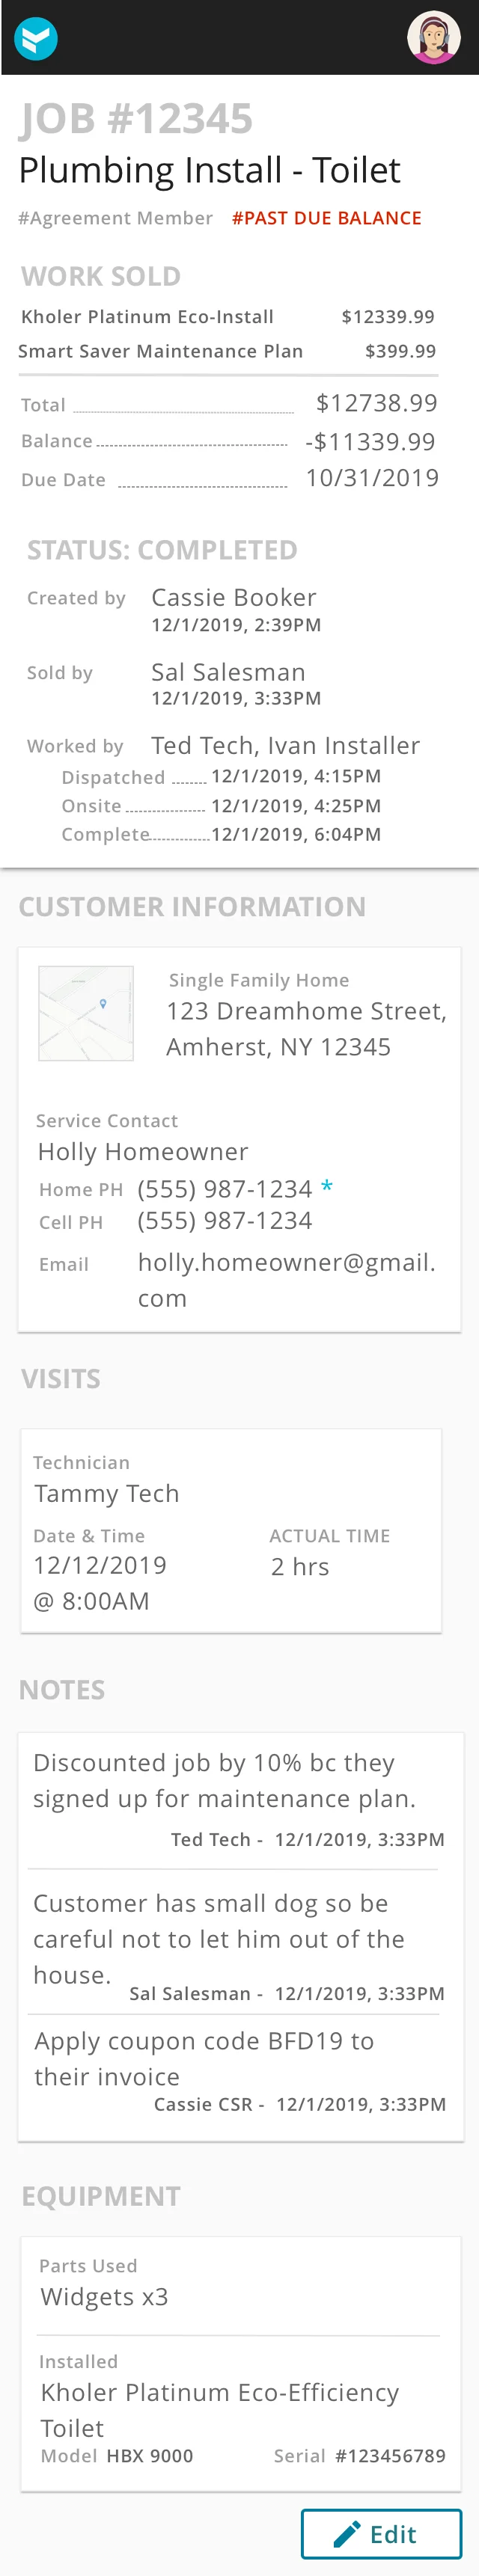 JOB #12345
Plumbing Install - Toilet
#Agreement Member #PAST DUE BALANCE
WORK SOLD
Kholer Platinum Eco-Install $12339.99
Smart Saver Maintenance Plan $399.99
Total $12738.99
Balance -$11339.99
Due Date 10/31/2019
STATUS: COMPLETED
Created by Cassie Booker
12/1/2019, 2:39PM
Sold by Sal Salesman
12/1/2019, 3:33PM
Worked by Ted Tech, Ivan Installer
Dispatched 12/1/2019, 4:15PM
Onsite 12/1/2019, 4:25PM
Complete 12/1/2019, 6:04PM
CUSTOMER INFORMATION
Single Family Home
123 Dreamhome Street,
Amherst, NY 12345
Service Contact
Holly Homeowner
Home PH (555) 987-1234 *
Cell PH (555) 987-1234
Email holly.homeowner@gmail.
com
VISITS
Technician
Tammy Tech
Date & Time ACTUAL TIME
12/12/2019 2 hrs
@ 8:00AM
NOTES
Discounted job by 10% bc they
signed up for maintenance plan.
Ted Tech - 12/1/2019, 3:33PM
Customer has small dog so be
careful not to let him out of the
house.
Sal Salesman - 12/1/2019, 3:33PM
Apply coupon code BFD19 to
their invoice
Cassie CSR - 12/1/2019, 3:33PM
EQUIPMENT
Parts Used
Widgets x3
Installed
Kholer Platinum Eco-Efficiency
Toilet
Model HBX 9000 Serial #123456789
Edit